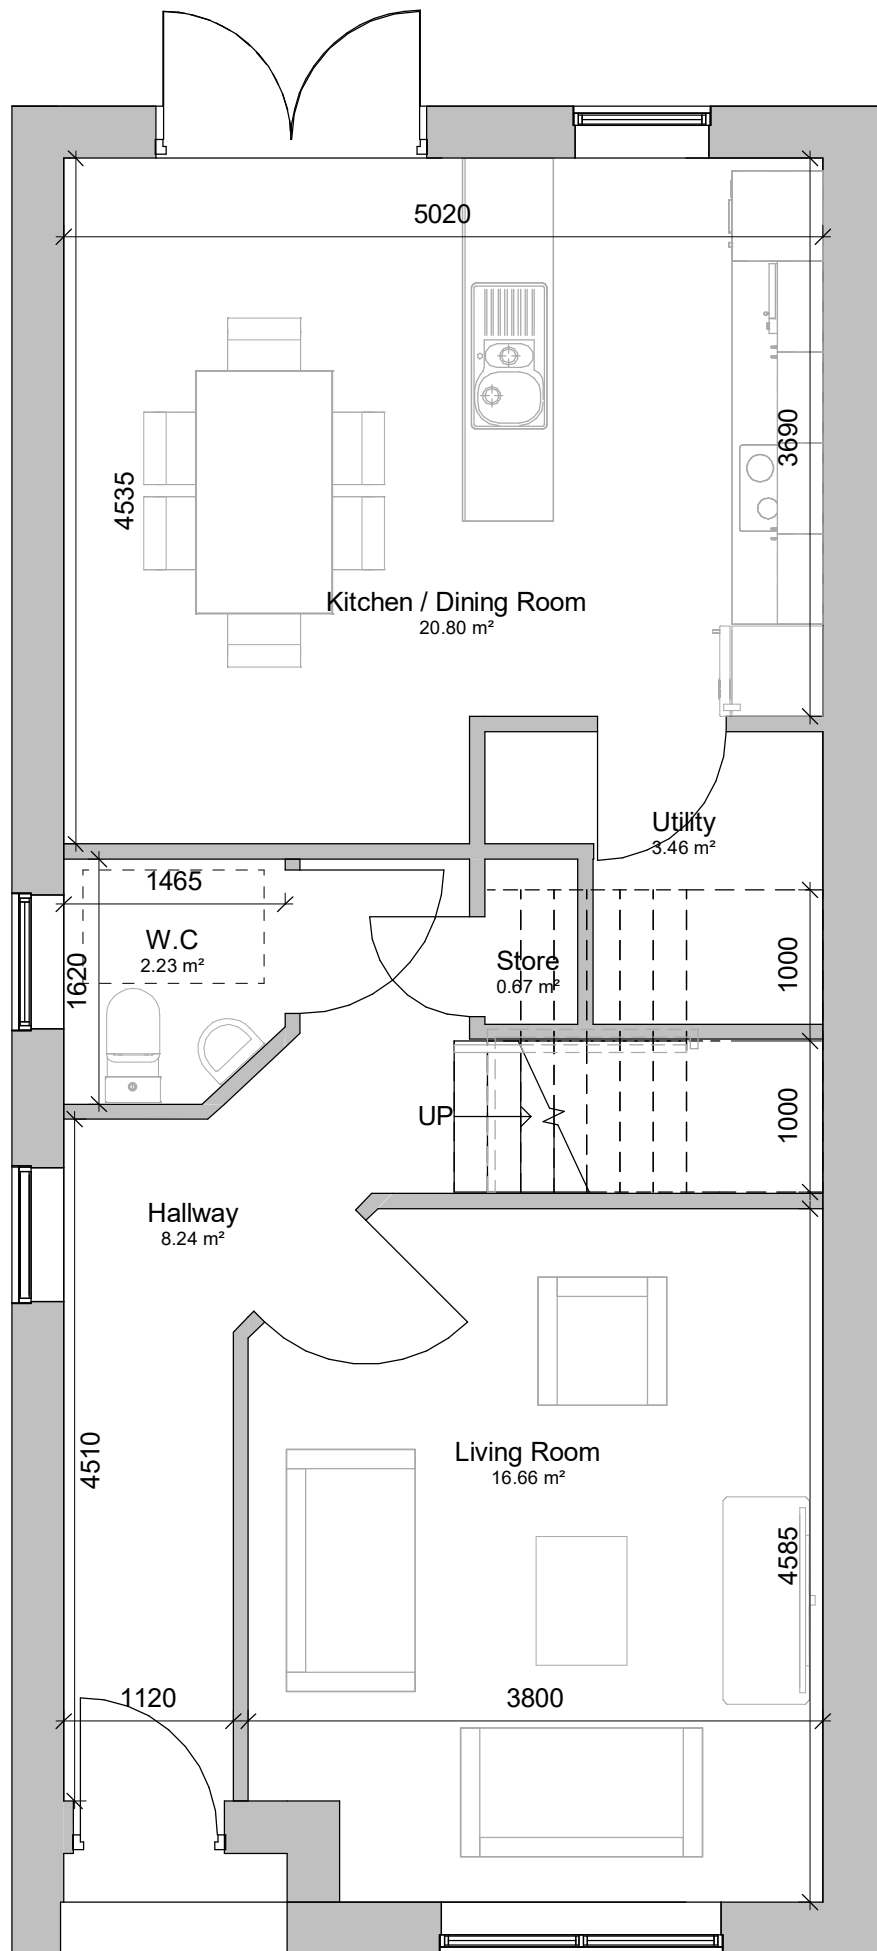 5020
3690
4535
Kitchen / Dining Room
20.80 m²
Utility
3.46 m²
1465
W.C
2.23 m²
1620
Store
0.67 m²
1000
UP
1000
Hallway
8.24 m²
4510
Living Room
16.66 m²
4585
1120
3800